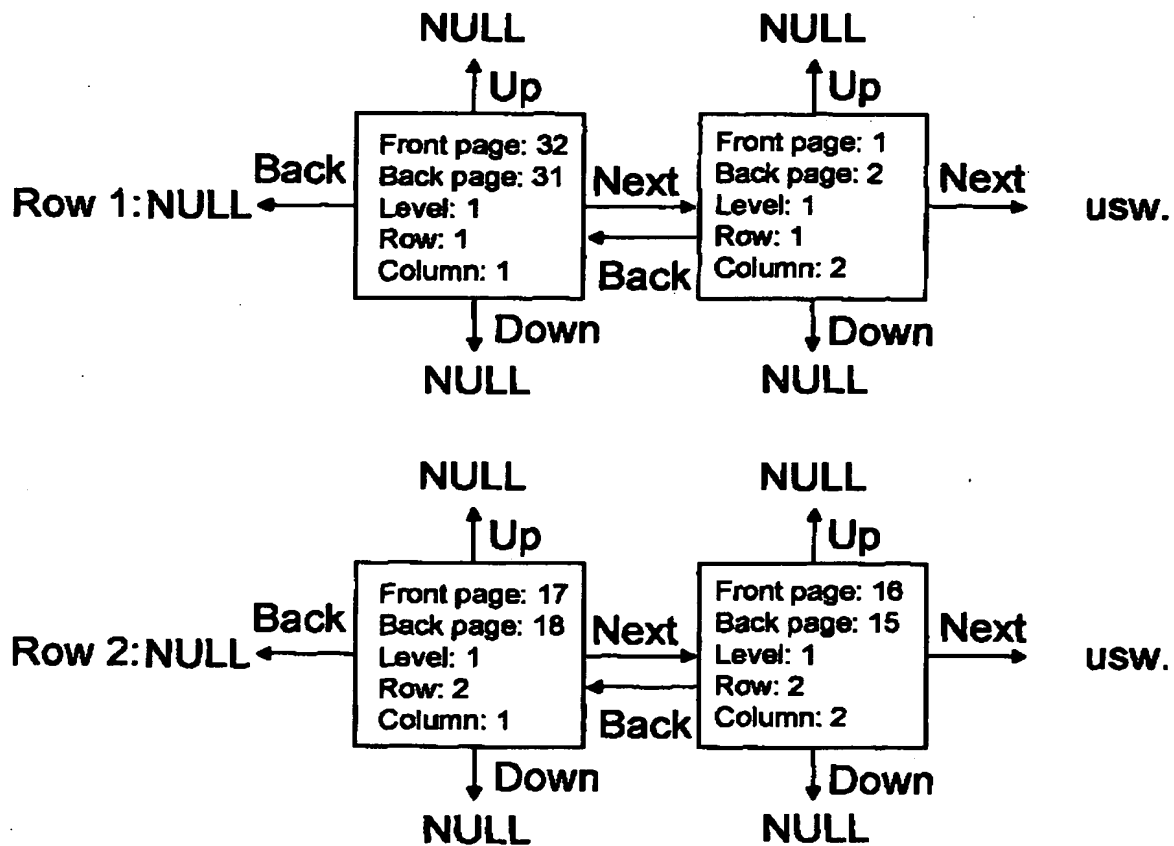 NULL NULL
Up Up
Front page: 32
Back page: 31
Level: 1
Row: 1
Column: 1
Front page: 1
Back page: 2
Level: 1
Row: 1
Column: 2
Row 1: NULL Back Next Back Next usw.
Down Down
NULL NULL
NULL NULL
Up Up
Front page: 17
Back page: 18
Level: 1
Row: 2
Column: 1
Front page: 16
Back page: 15
Level: 1
Row: 2
Column: 2
Row 2: NULL Back Next Back Next usw.
Down Down
NULL NULL